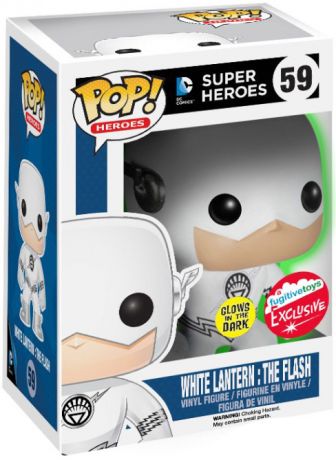 POP!
HEROES
POP!
HEROES
DC COMICS
SUPER
HEROES
59
WHITE LANTERN : THE FLASH
59
GLOWS
IN THE
DARK
fugitivetoys
EXCLUSIVE
WHITE LANTERN : THE FLASH
VINYL FIGURE / FIGURINE EN VINYLE /
FIGURA DE VINIL
WARNING: CHOKING HAZARD.
May contain small parts.